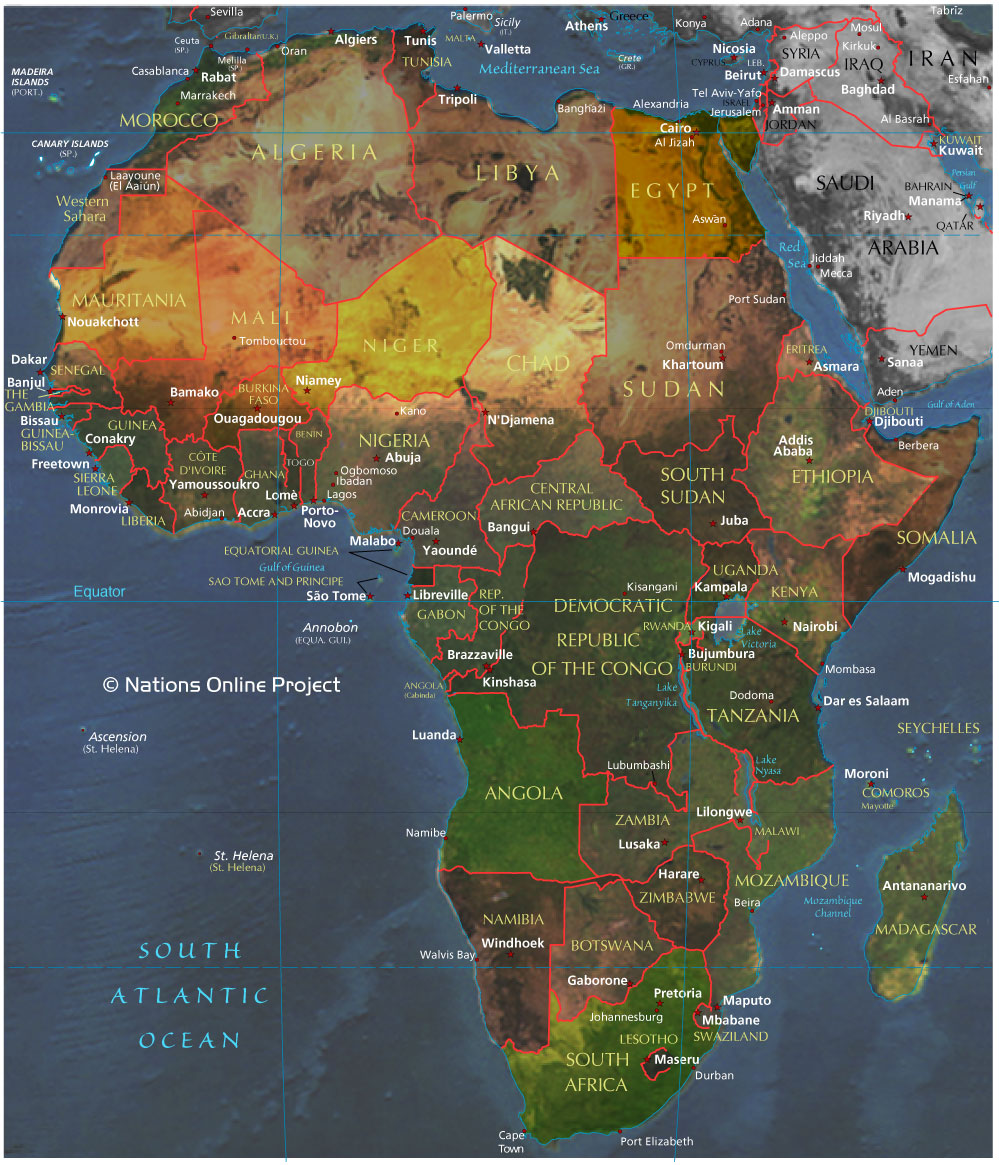 Sevilla
Palermo
Sicily
(IT.)
Athens
Greece
Konya
Adana
Tabriz
Ceuta
(SP.)
Gibraltar(U.K.)
Melilla
(SP.)
Oran
Algiers
Tunis
MALTA
Valletta
Crete
(GR.)
Nicosia
CYPRUS
LEB.
Aleppo
SYRIA
Mosul
Kirkuk
IRAQ
IRAN
Esfahan
MADEIRA
ISLANDS
(PORT.)
Casablanca
Rabat
Marrakech
TUNISIA
Mediterranean Sea
Beirut
Damascus
Baghdad
Tripoli
Tel Aviv-Yafo
ISRAEL
Jerusalem
Amman
JORDAN
Al Basrah
MOROCCO
Banghazi
Alexandria
Cairo
Al Jizah
KUWAIT
Kuwait
CANARY ISLANDS
(SP.)
ALGERIA
LIBYA
EGYPT
Laayoune
(El Aaiún)
Western
Sahara
Aswan
SAUDI
ARABIA
Persian
Gulf
BAHRAIN
Manama
Riyadh
QATAR
Red
Sea
Jiddah
Mecca
MAURITANIA
Nouakchott
MALI
Tombouctou
NIGER
CHAD
Port Sudan
Omdurman
Khartoum
SUDAN
ERITREA
Asmara
YEMEN
Sanaa
Aden
Gulf of Aden
Dakar
SENEGAL
Banjul
THE
GAMBIA
Bissau
GUINEA-
BISSAU
Bamako
BURKINA
FASO
Niamey
Ouagadougou
Kano
N'Djamena
DJIBOUTI
Djibouti
Berbera
GUINEA
Conakry
BENIN
NIGERIA
Abuja
Addis
Ababa
ETHIOPIA
Freetown
SIERRA
LEONE
CÔTE
D'IVOIRE
Yamoussoukro
GHANA
TOGO
Ogbomoso
Ibadan
Lagos
CENTRAL
AFRICAN REPUBLIC
SOUTH
SUDAN
Monrovia
LIBERIA
Abidjan
Accra
Lomè
Porto-
Novo
CAMEROON
Douala
Bangui
Juba
SOMALIA
Malabo
Yaoundé
EQUATORIAL GUINEA
Gulf of Guinea
SAO TOME AND PRINCIPE
São Tome
Libreville
GABON
REP.
OF THE
CONGO
Kisangani
UGANDA
Kampala
KENYA
Mogadishu
Equator
Annobon
(EQUA. GUI.)
DEMOCRATIC
REPUBLIC
OF THE CONGO
RWANDA
Kigali
Lake
Victoria
Nairobi
Brazzaville
Kinshasa
Bujumbura
BURUNDI
Mombasa
© Nations Online Project
ANGOLA
(Cabinda)
Lake
Tanganyika
Dodoma
TANZANIA
Dar es Salaam
Ascension
(St. Helena)
Luanda
SEYCHELLES
Lubumbashi
Lake
Nyasa
Moroni
COMOROS
Mayotte
ANGOLA
ZAMBIA
Lusaka
Lilongwe
MALAWI
Namibe
St. Helena
(St. Helena)
Harare
ZIMBABWE
MOZAMBIQUE
Beira
Mozambique
Channel
Antananarivo
MADAGASCAR
NAMIBIA
Windhoek
Walvis Bay
BOTSWANA
Gaborone
SOUTH
ATLANTIC
OCEAN
Pretoria
Johannesburg
Maputo
Mbabane
SWAZILAND
LESOTHO
Maseru
SOUTH
AFRICA
Durban
Cape
Town
Port Elizabeth